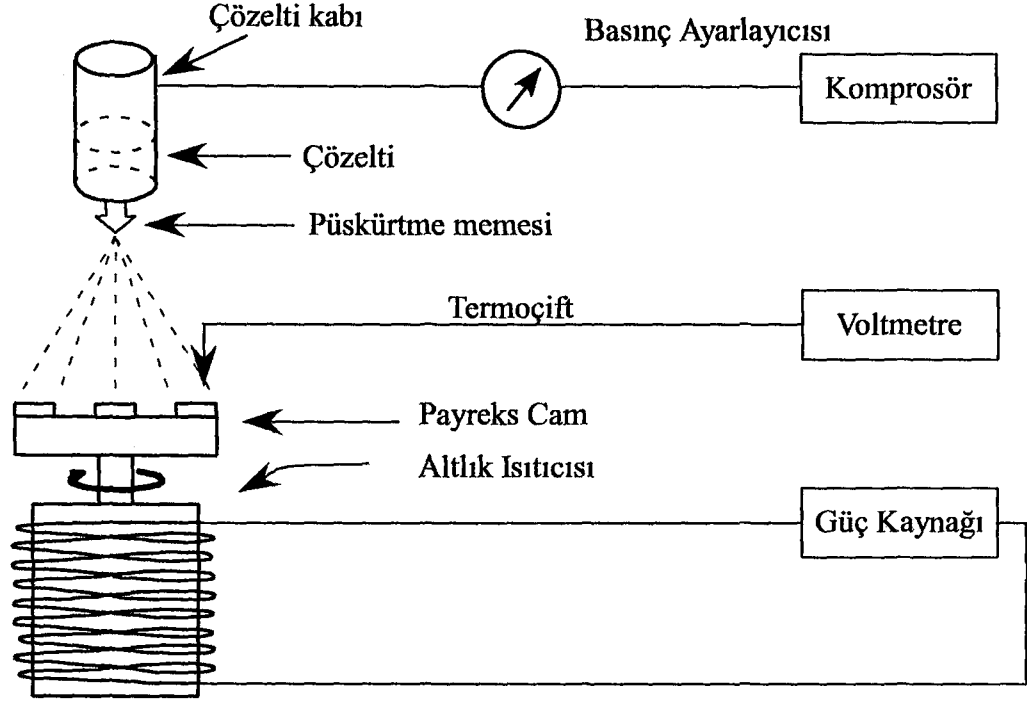 Çözelti kabı
Basınç Ayarlayıcısı
Komprosör
Çözelti
Püskürtme memesi
Termoçift
Voltmetre
Payreks Cam
Altlık Isıtıcısı
Güç Kaynağı